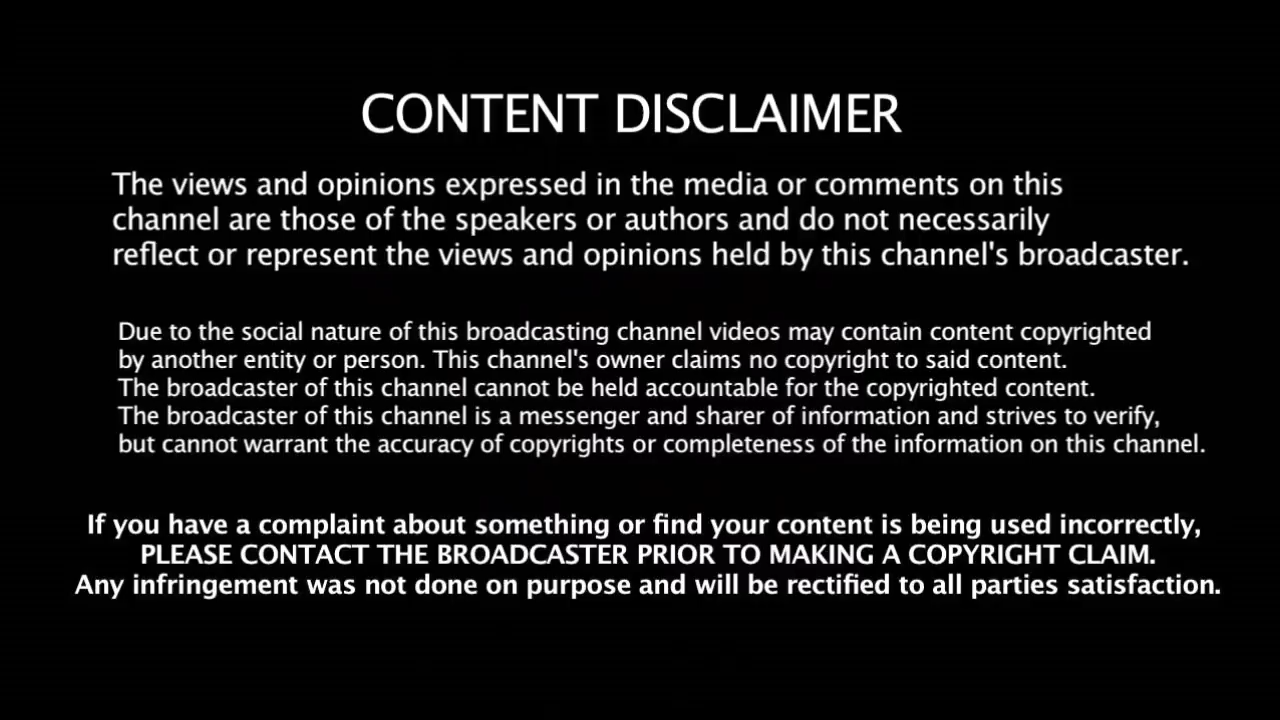 CONTENT DISCLAIMER
The views and opinions expressed in the media or comments on this
channel are those of the speakers or authors and do not necessarily
reflect or represent the views and opinions held by this channel's broadcaster.
Due to the social nature of this broadcasting channel videos may contain content copyrighted
by another entity or person. This channel's owner claims no copyright to said content.
The broadcaster of this channel cannot be held accountable for the copyrighted content.
The broadcaster of this channel is a messenger and sharer of information and strives to verify,
but cannot warrant the accuracy of copyrights or completeness of the information on this channel.
If you have a complaint about something or find your content is being used incorrectly,
PLEASE CONTACT THE BROADCASTER PRIOR TO MAKING A COPYRIGHT CLAIM.
Any infringement was not done on purpose and will be rectified to all parties satisfaction.